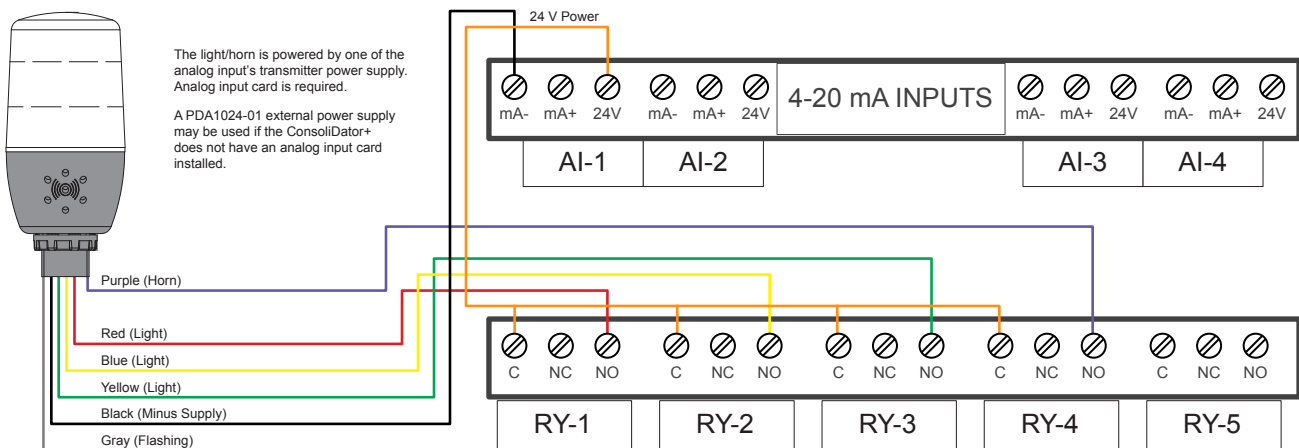 24 V Power
The light/horn is powered by one of the
analog input's transmitter power supply.
Analog input card is required.
A PDA1024-01 external power supply
may be used if the ConsoliDator+
does not have an analog input card
installed.
mA- mA+ 24V mA- mA+ 24V 4-20 mA INPUTS mA- mA+ 24V mA- mA+ 24V
AI-1 AI-2 AI-3 AI-4
Purple (Horn)
Red (Light)
Blue (Light)
Yellow (Light)
Black (Minus Supply)
Gray (Flashing)
C NC NO C NC NO C NC NO C NC NO C NC NO
RY-1 RY-2 RY-3 RY-4 RY-5